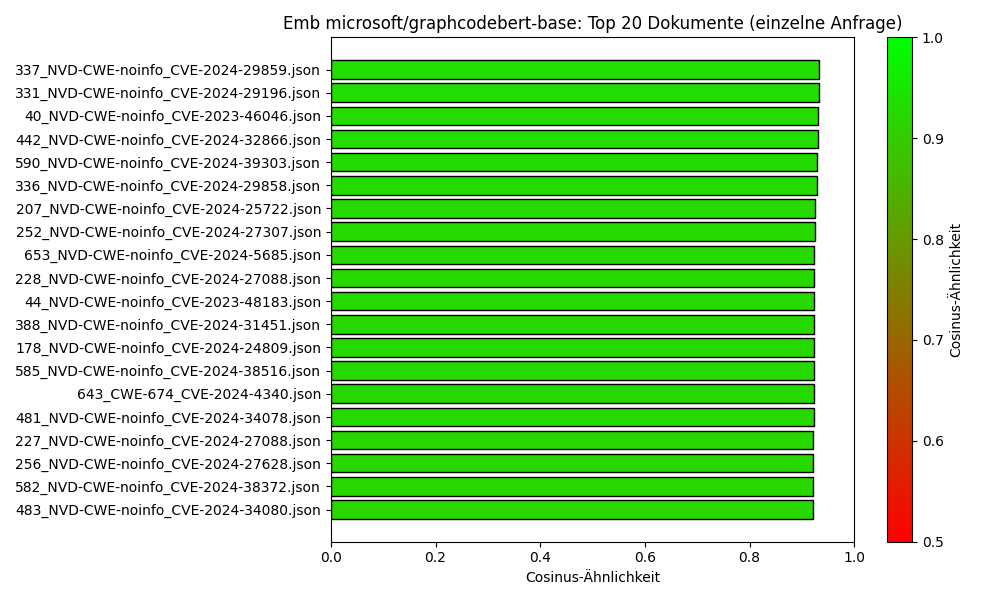 Emb microsoft/graphcodebert-base: Top 20 Dokumente (einzelne Anfrage)
337_NVD-CWE-noinfo_CVE-2024-29859.json
331_NVD-CWE-noinfo_CVE-2024-29196.json
40_NVD-CWE-noinfo_CVE-2023-46046.json
442_NVD-CWE-noinfo_CVE-2024-32866.json
590_NVD-CWE-noinfo_CVE-2024-39303.json
336_NVD-CWE-noinfo_CVE-2024-29858.json
207_NVD-CWE-noinfo_CVE-2024-25722.json
252_NVD-CWE-noinfo_CVE-2024-27307.json
653_NVD-CWE-noinfo_CVE-2024-5685.json
228_NVD-CWE-noinfo_CVE-2024-27088.json
44_NVD-CWE-noinfo_CVE-2023-48183.json
388_NVD-CWE-noinfo_CVE-2024-31451.json
178_NVD-CWE-noinfo_CVE-2024-24809.json
585_NVD-CWE-noinfo_CVE-2024-38516.json
643_CWE-674_CVE-2024-4340.json
481_NVD-CWE-noinfo_CVE-2024-34078.json
227_NVD-CWE-noinfo_CVE-2024-27088.json
256_NVD-CWE-noinfo_CVE-2024-27628.json
582_NVD-CWE-noinfo_CVE-2024-38372.json
483_NVD-CWE-noinfo_CVE-2024-34080.json
0.0 0.2 0.4 0.6 0.8 1.0
Cosinus-Ähnlichkeit
1.0
0.9
0.8
0.7
0.6
0.5
Cosinus-Ähnlichkeit